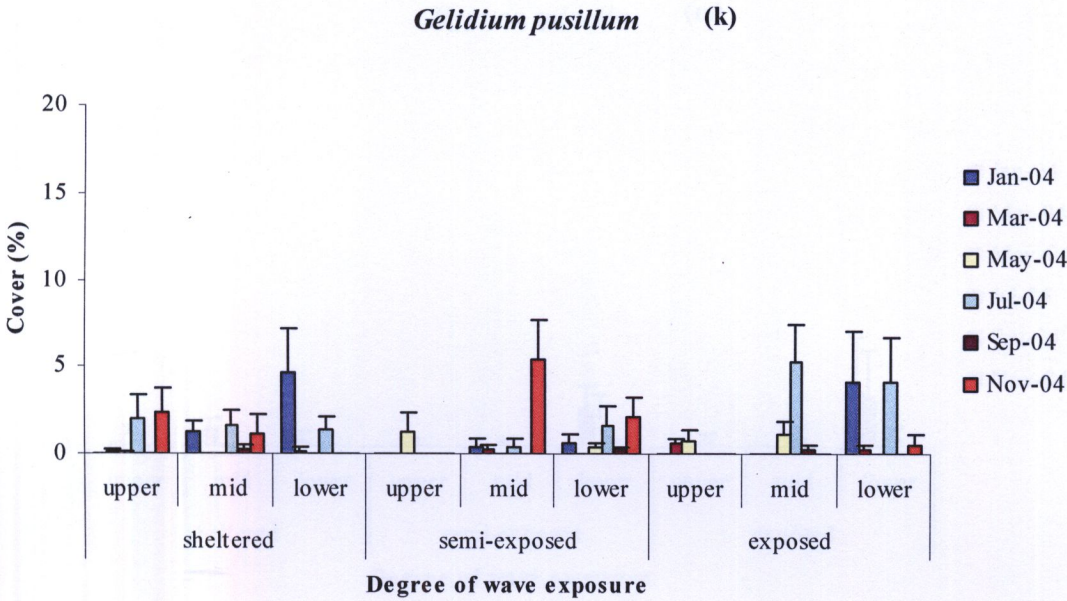 Gelidium pusillum (k)
20
15
10
5
0
Cover (%)
upper mid lower upper mid lower upper mid lower
sheltered semi-exposed exposed
Degree of wave exposure
Jan-04
Mar-04
May-04
Jul-04
Sep-04
Nov-04